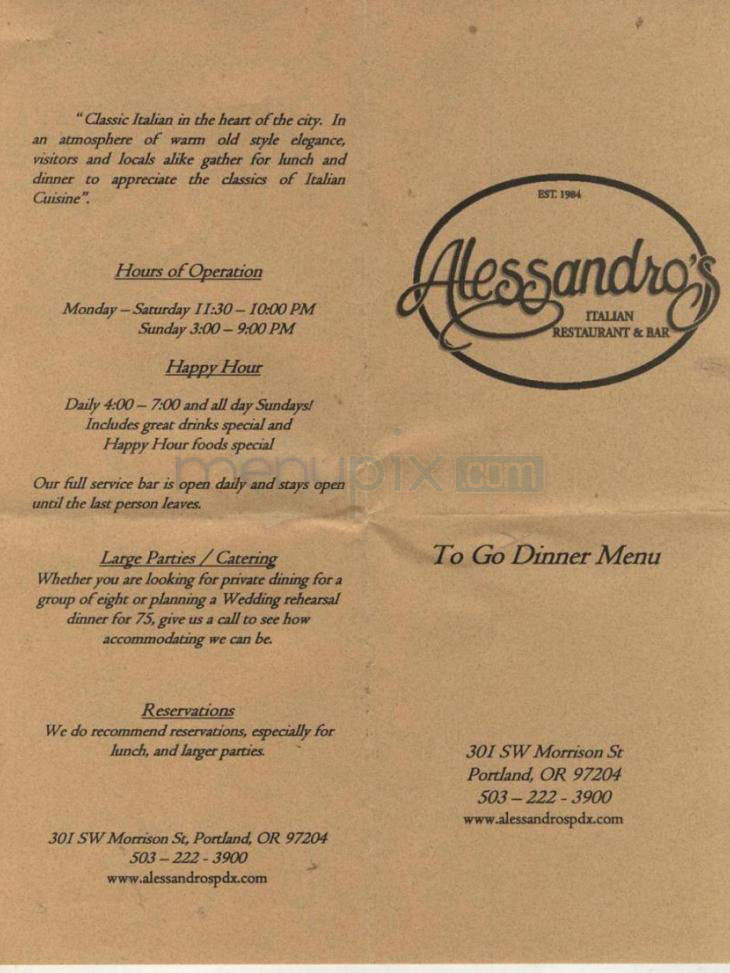 "Classic Italian in the heart of the city. In
an atmosphere of warm old style elegance,
visitors and locals alike gather for lunch and
dinner to appreciate the classics of Italian
Cuisine".
Hours of Operation
Monday – Saturday 11:30 – 10:00 PM
Sunday 3:00 – 9:00 PM
Happy Hour
Daily 4:00 – 7:00 and all day Sundays!
Includes great drinks special and
Happy Hour foods special
Our full service bar is open daily and stays open
until the last person leaves.
Large Parties / Catering
Whether you are looking for private dining for a
group of eight or planning a Wedding rehearsal
dinner for 75, give us a call to see how
accommodating we can be.
Reservations
We do recommend reservations, especially for
lunch, and larger parties.
301 SW Morrison St, Portland, OR 97204
503 – 222 - 3900
www.alessandrospdx.com
EST. 1984
Alessandro's
ITALIAN
RESTAURANT & BAR
To Go Dinner Menu
301 SW Morrison St
Portland, OR 97204
503 – 222 - 3900
www.alessandrospdx.com
menupix.com